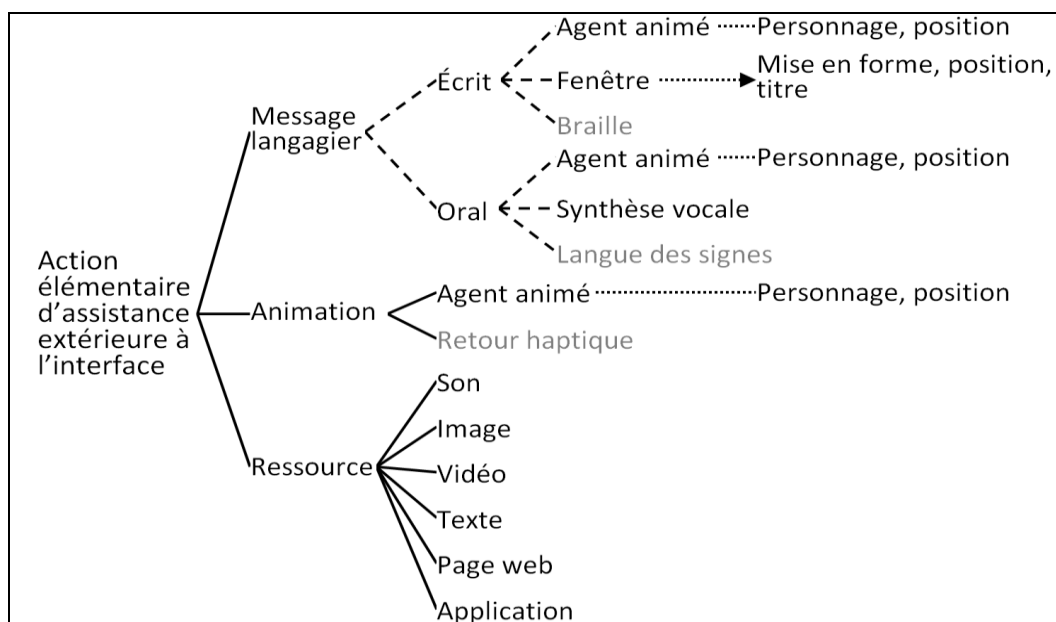 Agent animé
Personnage, position
Écrit
Fenêtre
Mise en forme, position,
titre
Message
langagier
Braille
Agent animé
Personnage, position
Oral
Synthèse vocale
Langue des signes
Action
élémentaire
d’assistance
extérieure à
l’interface
Animation
Agent animé
Personnage, position
Retour haptique
Ressource
Son
Image
Vidéo
Texte
Page web
Application